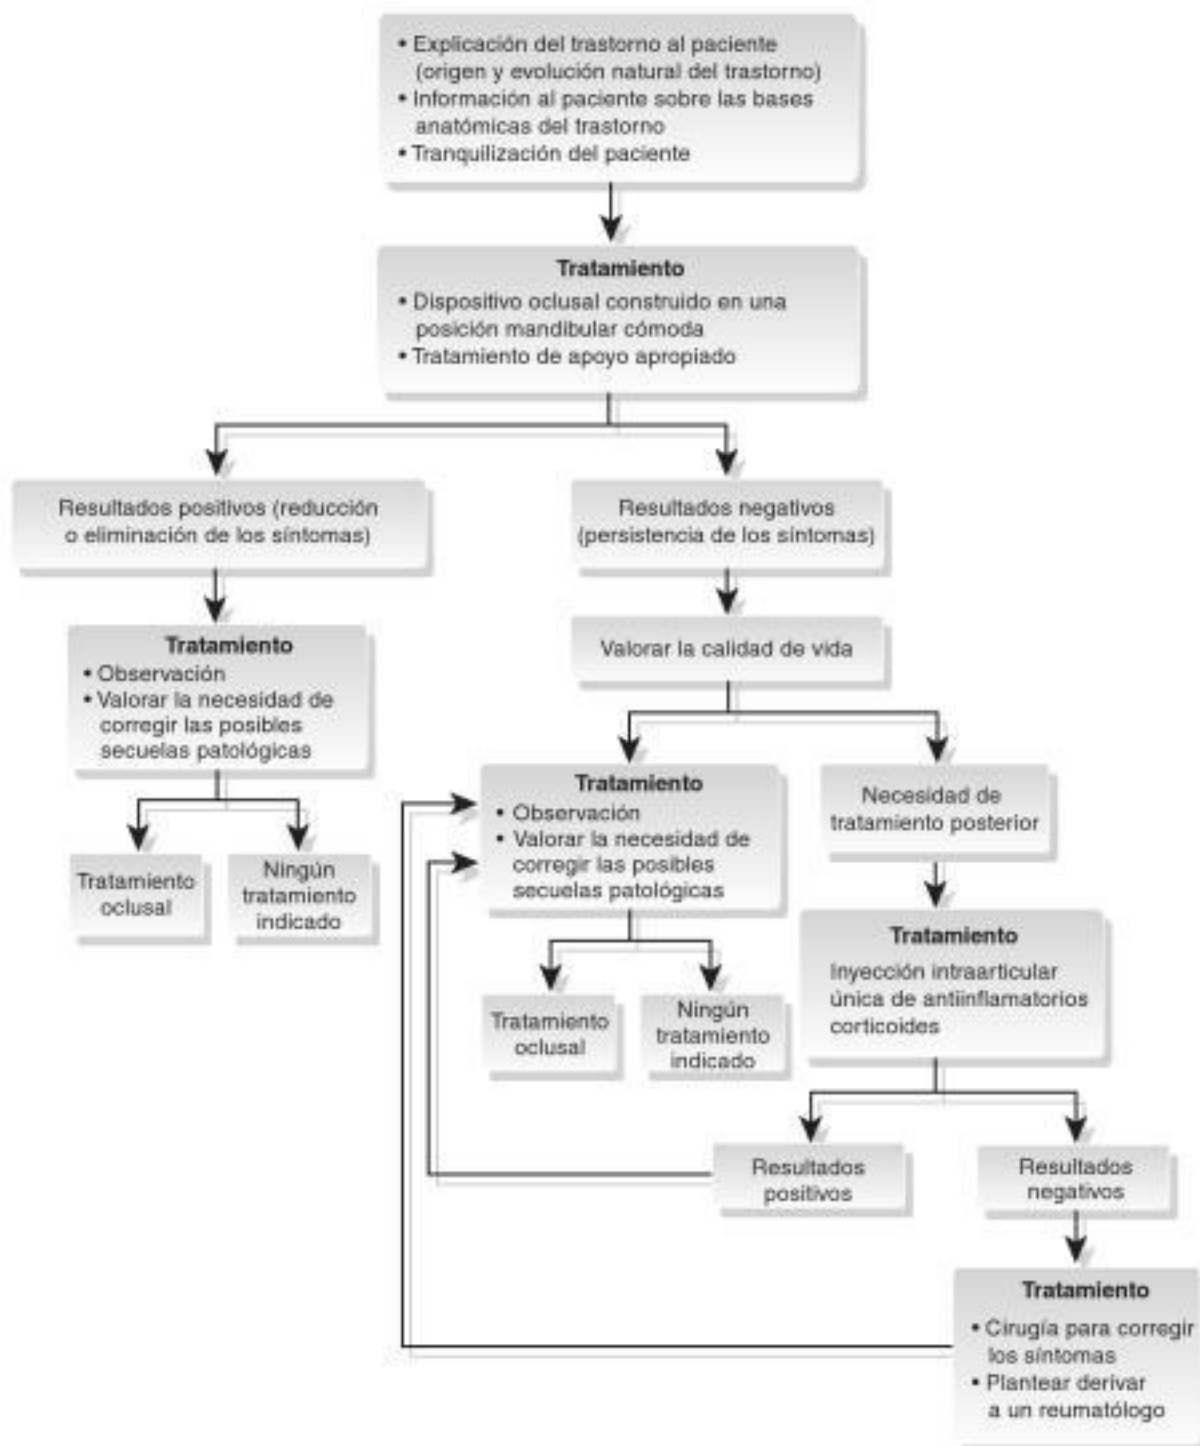 • Explicación del trastorno al paciente
(origen y evolución natural del trastorno)
• Información al paciente sobre las bases
anatómicas del trastorno
• Tranquilización del paciente
Tratamiento
• Dispositivo oclusal construido en una
posición mandibular cómoda
• Tratamiento de apoyo apropiado
Resultados positivos (reducción
o eliminación de los síntomas)
Resultados negativos
(persistencia de los síntomas)
Tratamiento
• Observación
• Valorar la necesidad de
corregir las posibles
secuelas patológicas
Valorar la calidad de vida
Tratamiento
oclusal
Ningún
tratamiento
indicado
Tratamiento
• Observación
• Valorar la necesidad de
corregir las posibles
secuelas patológicas
Necesidad de
tratamiento posterior
Tratamiento
oclusal
Ningún
tratamiento
indicado
Tratamiento
Inyección intraarticular
única de antiinflamatorios
corticoides
Resultados
positivos
Resultados
negativos
Tratamiento
• Cirugía para corregir
los síntomas
• Plantear derivar
a un reumatólogo